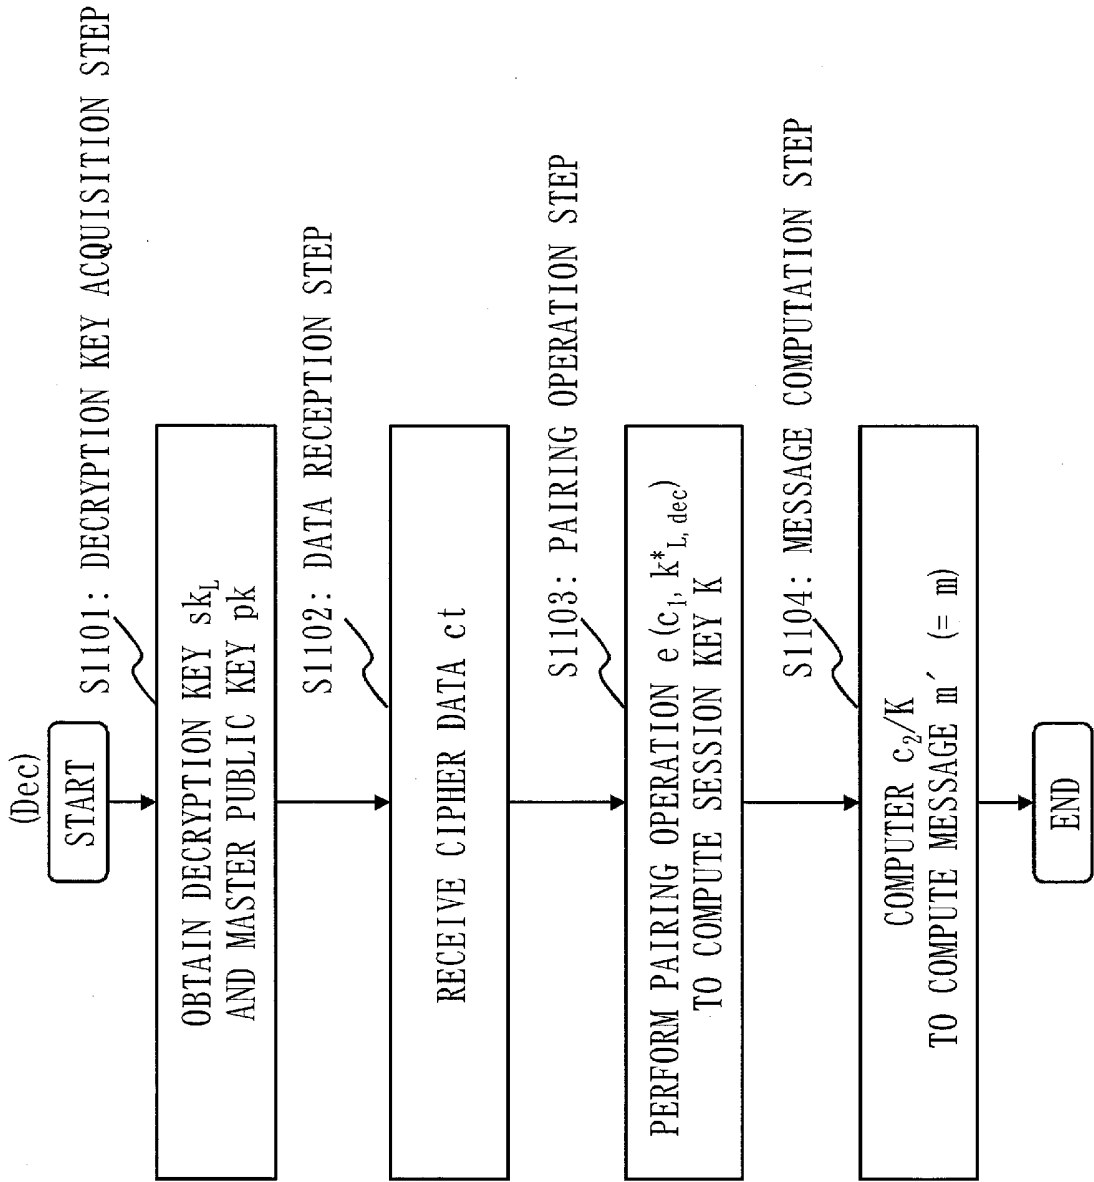 (Dec)
START
S1101: DECRYPTION KEY ACQUISITION STEP
OBTAIN DECRYPTION KEY sk_L
AND MASTER PUBLIC KEY pk
S1102: DATA RECEPTION STEP
RECEIVE CIPHER DATA ct
S1103: PAIRING OPERATION STEP
PERFORM PAIRING OPERATION e(c_1, k*_L, dec)
TO COMPUTE SESSION KEY K
S1104: MESSAGE COMPUTATION STEP
COMPUTER c_2/K
TO COMPUTE MESSAGE m′ (= m)
END